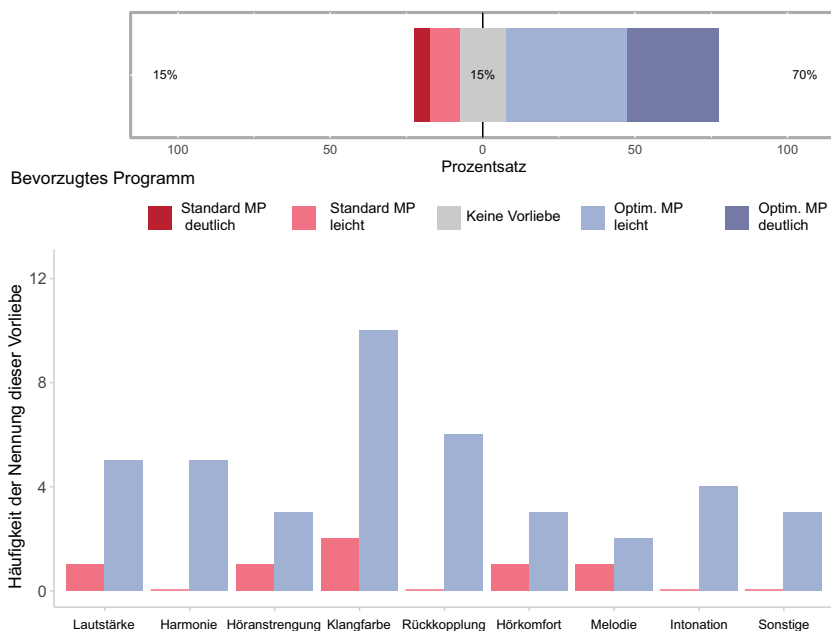 15% 15% 70%
100 50 0 50 100
Prozentsatz
Bevorzugtes Programm
Standard MP deutlich
Standard MP leicht
Keine Vorliebe
Optim. MP leicht
Optim. MP deutlich
Häufigkeit der Nennung dieser Vorliebe
12
8
4
0
Lautstärke Harmonie Höranstrengung Klangfarbe Rückkopplung Hörkomfort Melodie Intonation Sonstige